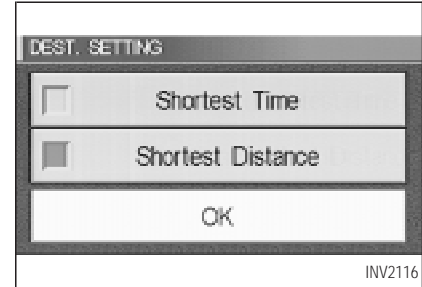 DEST. SETTING
Shortest Time
Shortest Distance
OK
INV2116